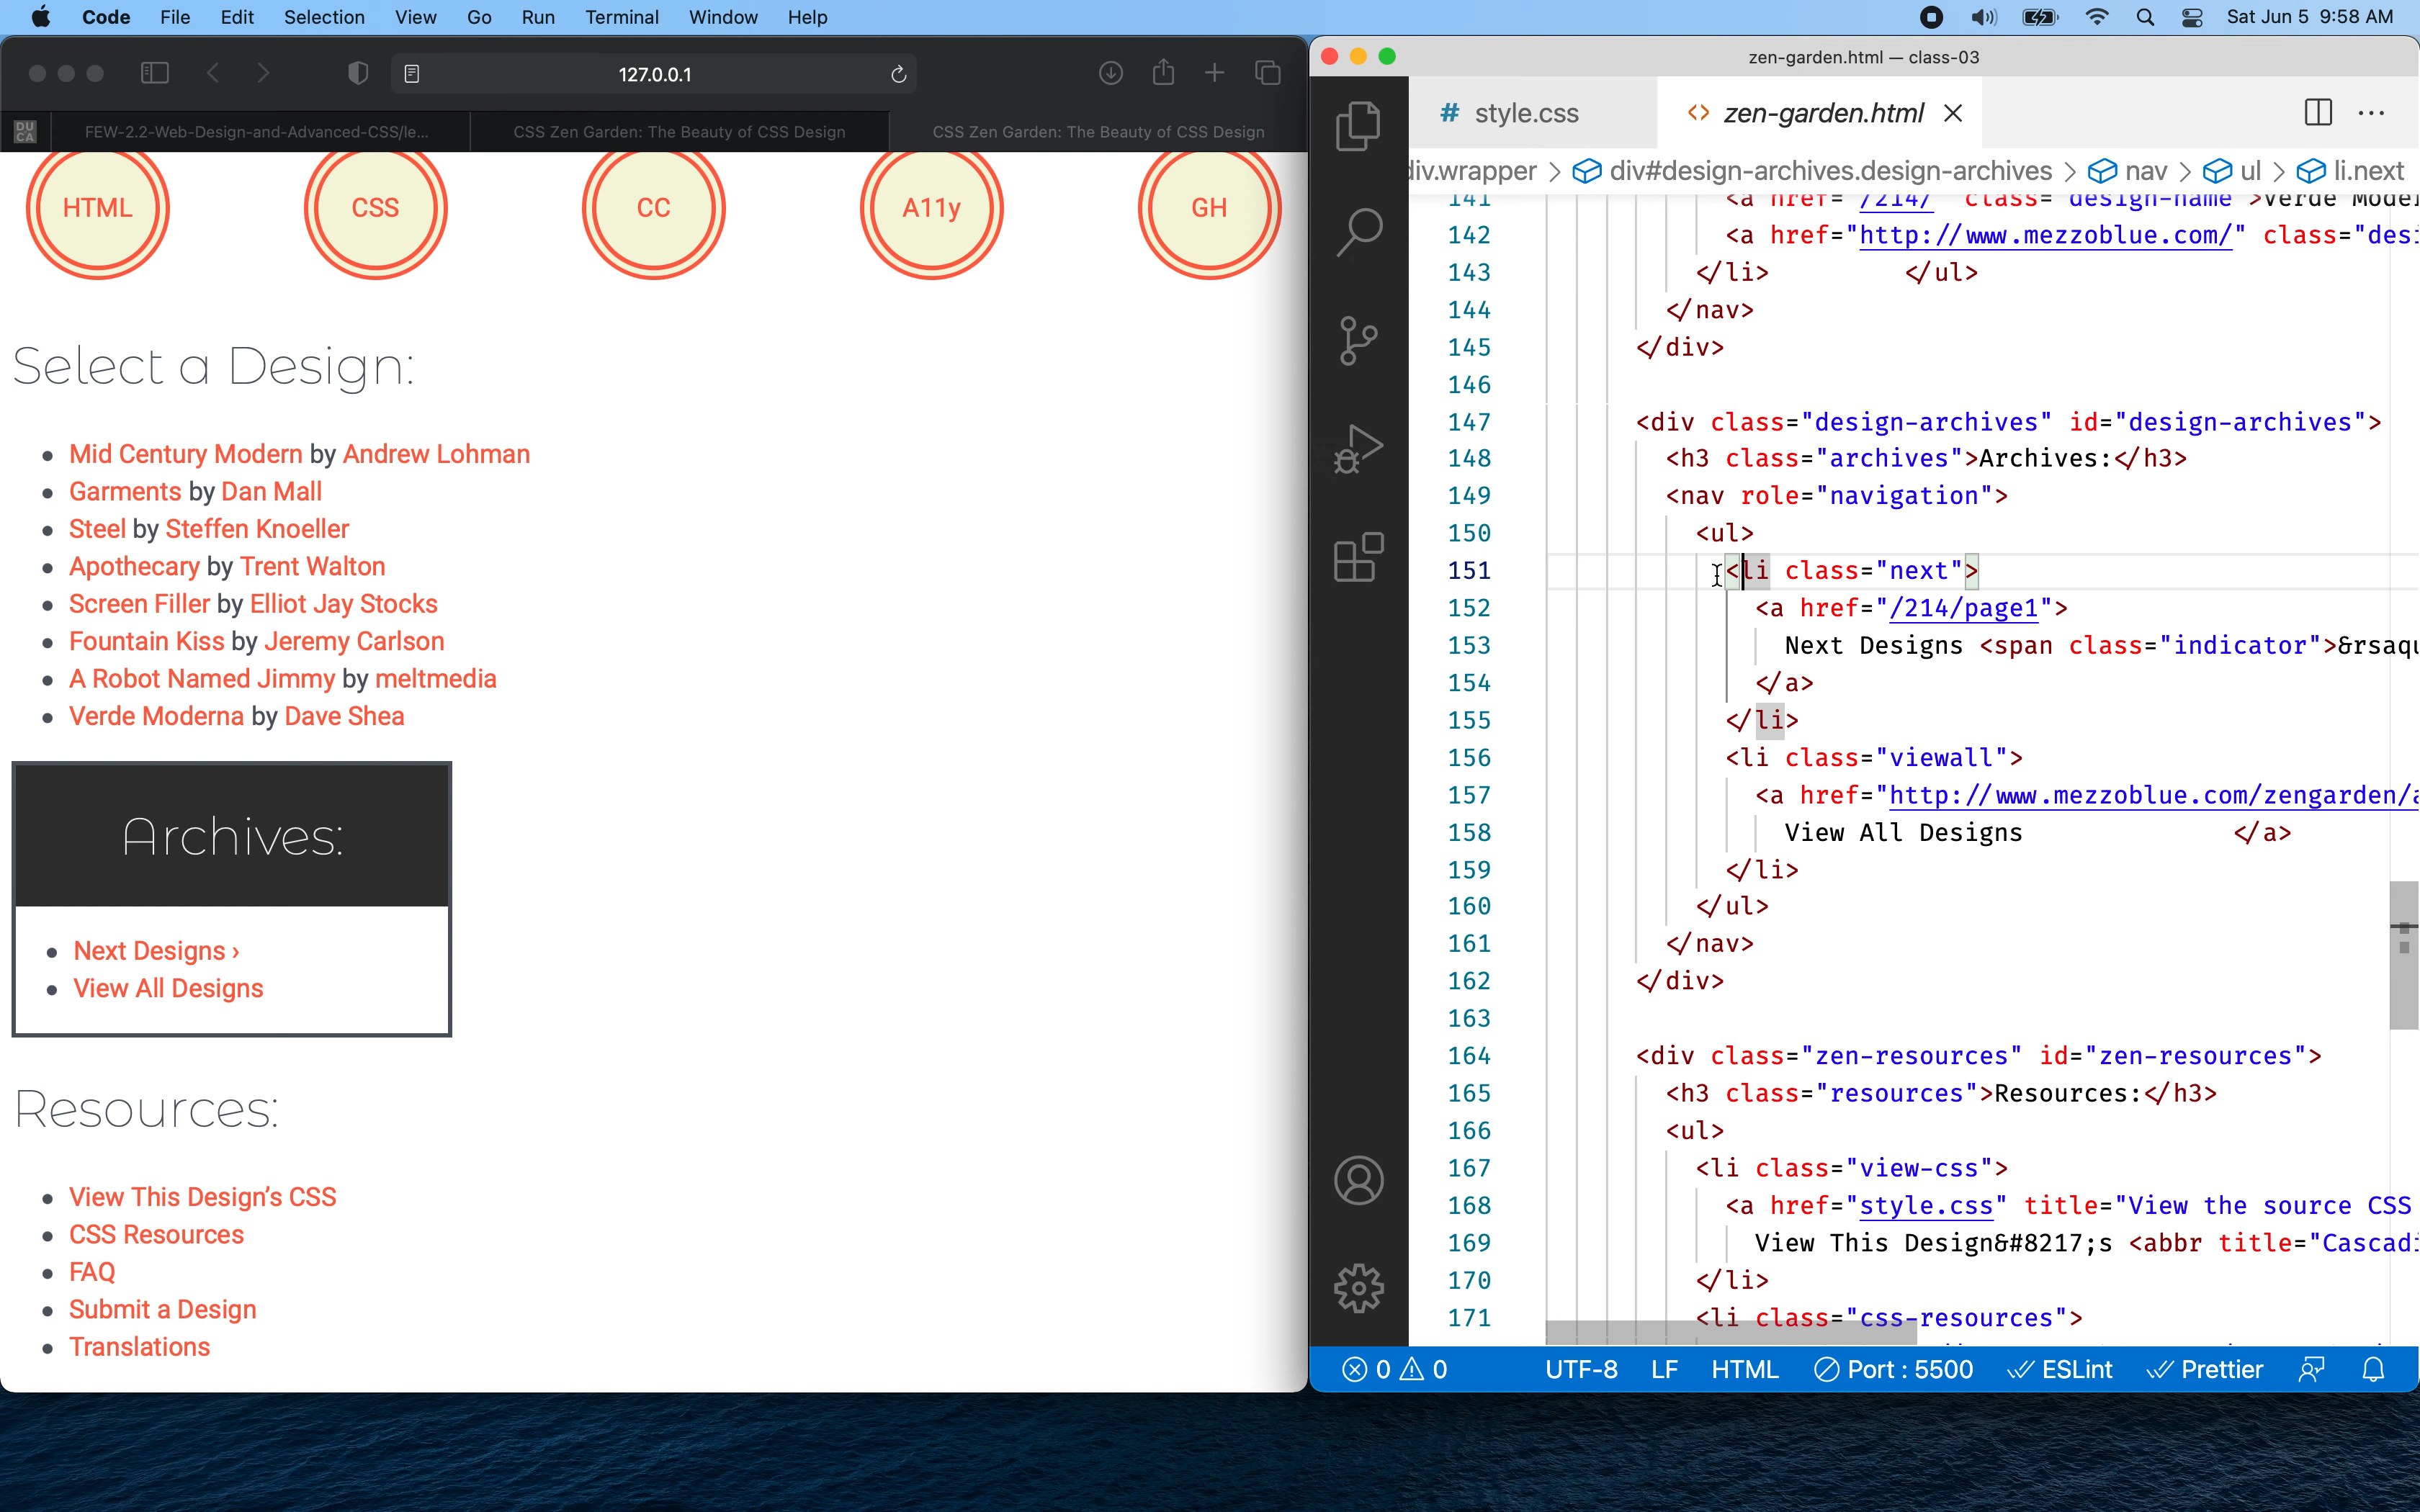 Code File Edit Selection View Go Run Terminal Window Help Sat Jun 5 9:58 AM
127.0.0.1
DU CA FEW-2.2-Web-Design-and-Advanced-CSS/le... CSS Zen Garden: The Beauty of CSS Design CSS Zen Garden: The Beauty of CSS Design
HTML CSS CC A11y GH
Select a Design:
Mid Century Modern by Andrew Lohman
Garments by Dan Mall
Steel by Steffen Knoeller
Apothecary by Trent Walton
Screen Filler by Elliot Jay Stocks
Fountain Kiss by Jeremy Carlson
A Robot Named Jimmy by meltmedia
Verde Moderna by Dave Shea
Archives:
Next Designs ›
View All Designs
Resources:
View This Design’s CSS
CSS Resources
FAQ
Submit a Design
Translations
zen-garden.html — class-03
# style.css <> zen-garden.html
div.wrapper > div#design-archives.design-archives > nav > ul > li.next
141 <a href="/214/" class="design-name">Verde Moder
142 <a href="http://www.mezzoblue.com/" class="desi
143 </li> </ul>
144 </nav>
145 </div>
146
147 <div class="design-archives" id="design-archives">
148 <h3 class="archives">Archives:</h3>
149 <nav role="navigation">
150 <ul>
151 <li class="next">
152 <a href="/214/page1">
153 Next Designs <span class="indicator">&rsaqu
154 </a>
155 </li>
156 <li class="viewall">
157 <a href="http://www.mezzoblue.com/zengarden/a
158 View All Designs </a>
159 </li>
160 </ul>
161 </nav>
162 </div>
163
164 <div class="zen-resources" id="zen-resources">
165 <h3 class="resources">Resources:</h3>
166 <ul>
167 <li class="view-css">
168 <a href="style.css" title="View the source CSS
169 View This Design&#8217;s <abbr title="Cascadi
170 </li>
171 <li class="css-resources">
0 0 UTF-8 LF HTML Port : 5500 ESLint Prettier